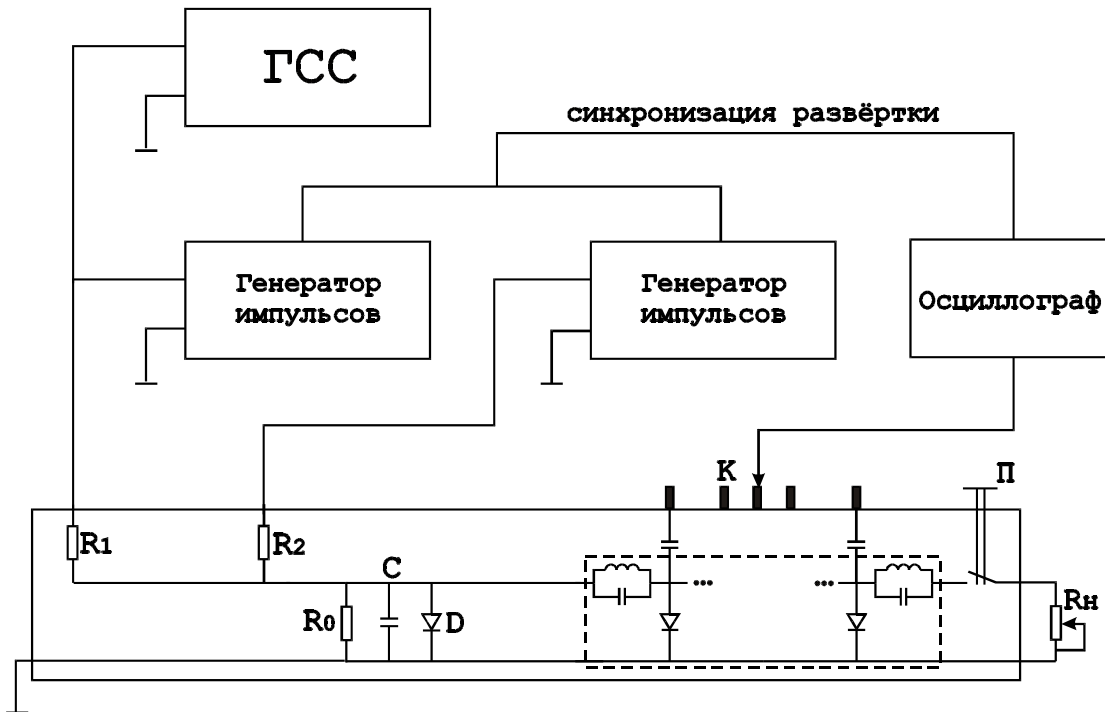 ГСС
синхронизация развёртки
Генератор
импульсов
Генератор
импульсов
Осциллограф
К
П
R1
R2
C
R0
D
Rн